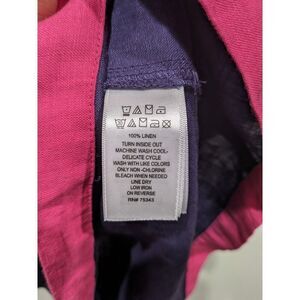 100% LINEN
TURN INSIDE OUT
MACHINE WASH COOL-
DELICATE CYCLE
WASH WITH LIKE COLORS
ONLY NON -CHLORINE
BLEACH WHEN NEEDED
LINE DRY
LOW IRON
ON REVERSE
RN# 75343